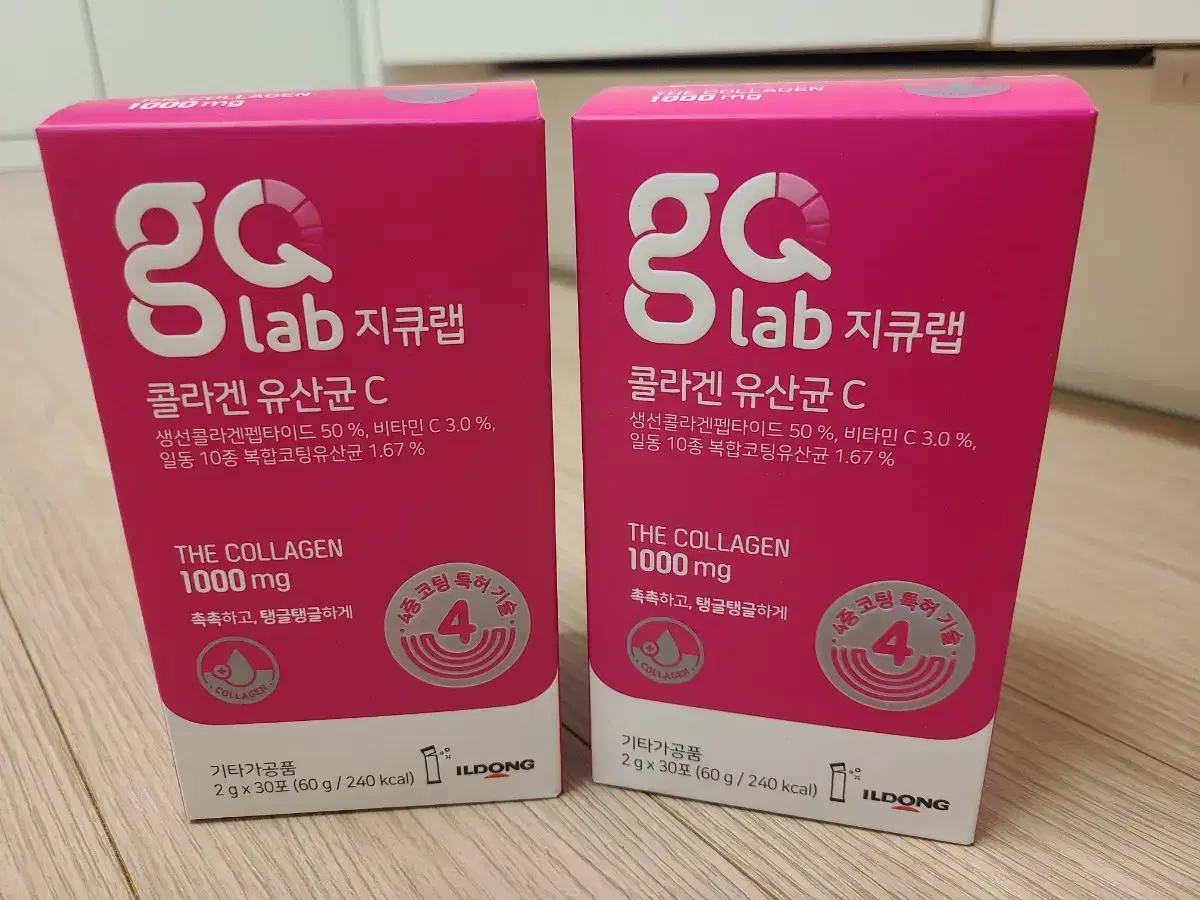 THE COLLAGEN
1000 mg
gQ
lab 지큐랩
콜라겐 유산균 C
생선콜라겐펩타이드 50 %, 비타민 C 3.0 %,
일동 10종 복합코팅유산균 1.67 %
THE COLLAGEN
1000 mg
촉촉하고, 탱글탱글하게
COLLAGEN
4중 코팅 특허 기술
4
기타가공품
2 g x 30포 (60 g / 240 kcal)
ILDONG
THE COLLAGEN
1000 mg
gQ
lab 지큐랩
콜라겐 유산균 C
생선콜라겐펩타이드 50 %, 비타민 C 3.0 %,
일동 10종 복합코팅유산균 1.67 %
THE COLLAGEN
1000 mg
촉촉하고, 탱글탱글하게
COLLAGEN
4중 코팅 특허 기술
4
기타가공품
2 g x 30포 (60 g / 240 kcal)
ILDONG